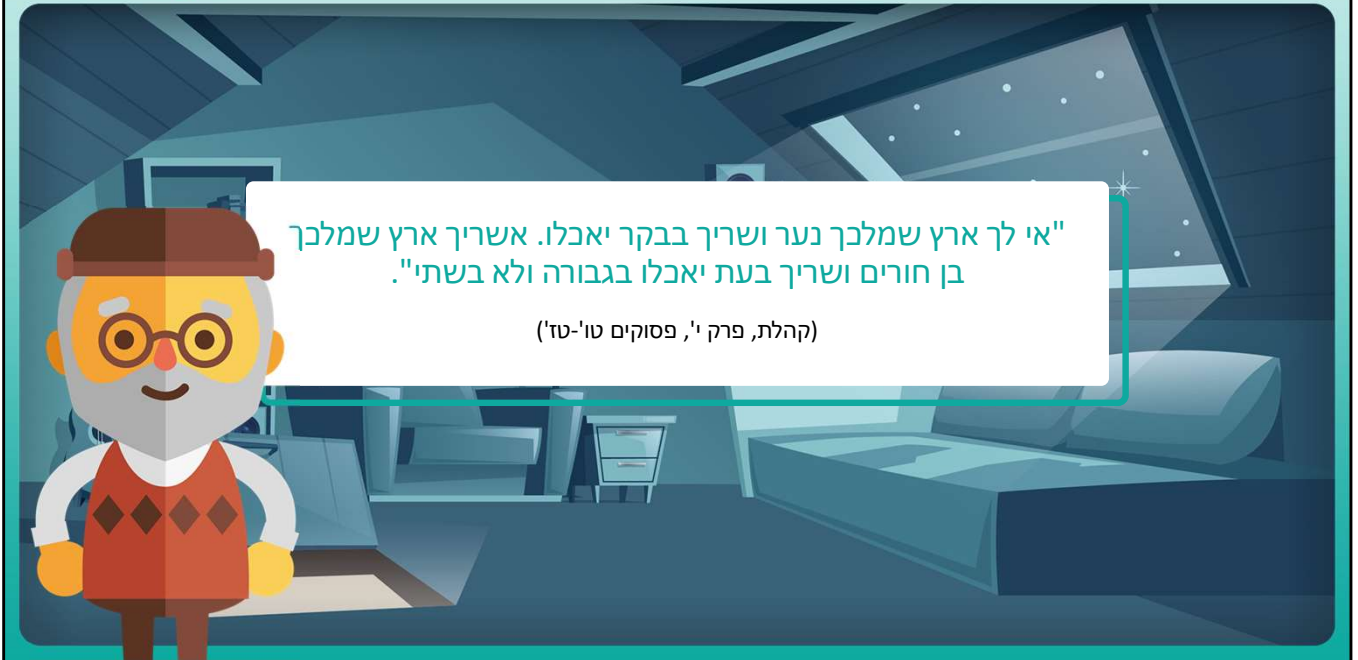 "אי לך ארץ שמלכך נער ושריך בבקר יאכלו. אשריך ארץ שמלכך
בן חורים ושריך בעת יאכלו בגבורה ולא בשתי".
(קהלת, פרק י', פסוקים טו'-טז')